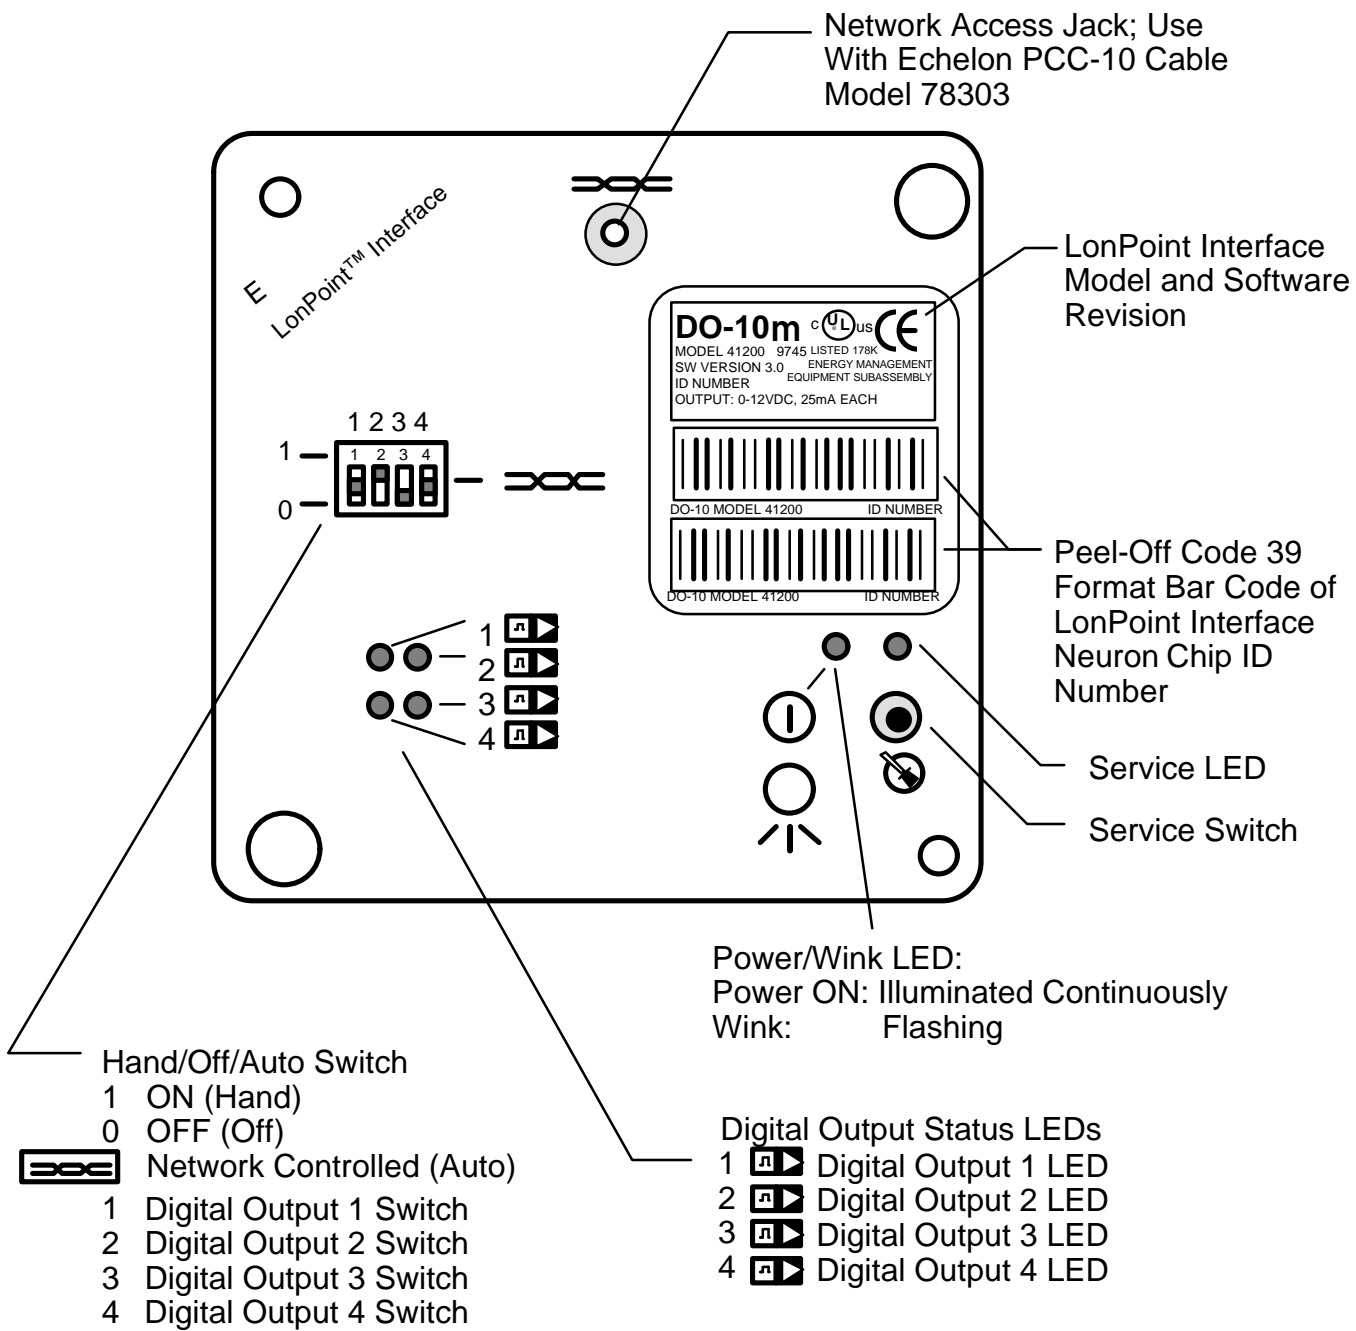 Network Access Jack; Use
With Echelon PCC-10 Cable
Model 78303
E
LonPoint™ Interface
LonPoint Interface
Model and Software
Revision
DO-10m
c UL us CE
MODEL 41200 9745 LISTED 178K
SW VERSION 3.0 ENERGY MANAGEMENT
ID NUMBER EQUIPMENT SUBASSEMBLY
OUTPUT: 0-12VDC, 25mA EACH
1 2 3 4
1
1 2 3 4
0
DO-10 MODEL 41200 ID NUMBER
DO-10 MODEL 41200 ID NUMBER
Peel-Off Code 39
Format Bar Code of
LonPoint Interface
Neuron Chip ID
Number
1
2
3
4
Service LED
Service Switch
Power/Wink LED:
Power ON: Illuminated Continuously
Wink: Flashing
Hand/Off/Auto Switch
1 ON (Hand)
0 OFF (Off)
Network Controlled (Auto)
1 Digital Output 1 Switch
2 Digital Output 2 Switch
3 Digital Output 3 Switch
4 Digital Output 4 Switch
Digital Output Status LEDs
1 Digital Output 1 LED
2 Digital Output 2 LED
3 Digital Output 3 LED
4 Digital Output 4 LED